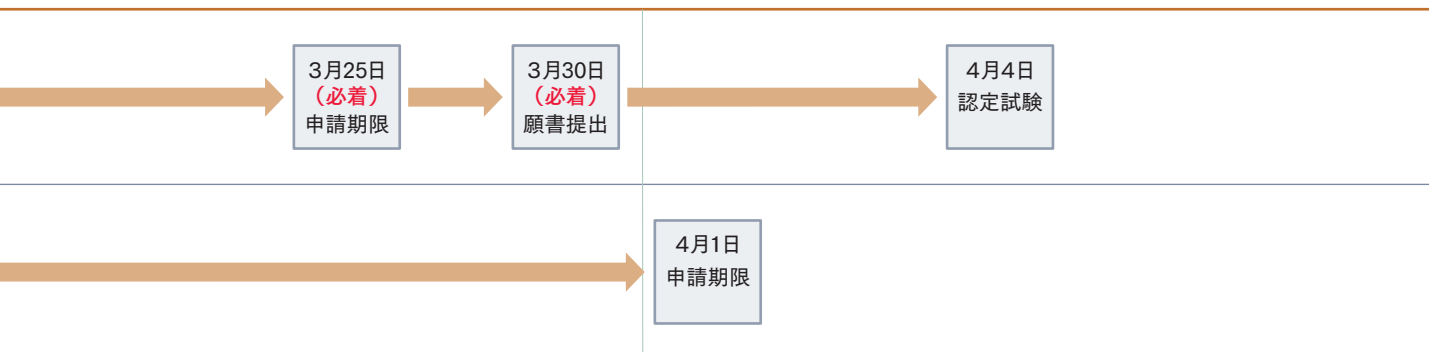 3月25日
（必着）
申請期限
3月30日
（必着）
願書提出
4月4日
認定試験
4月1日
申請期限